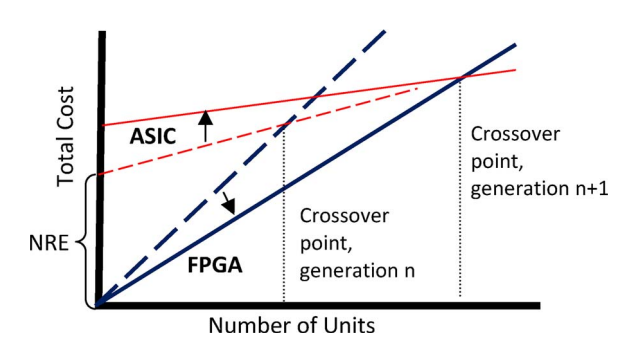 Total Cost
ASIC
NRE
FPGA
Crossover
point,
generation n
Crossover
point,
generation n+1
Number of Units